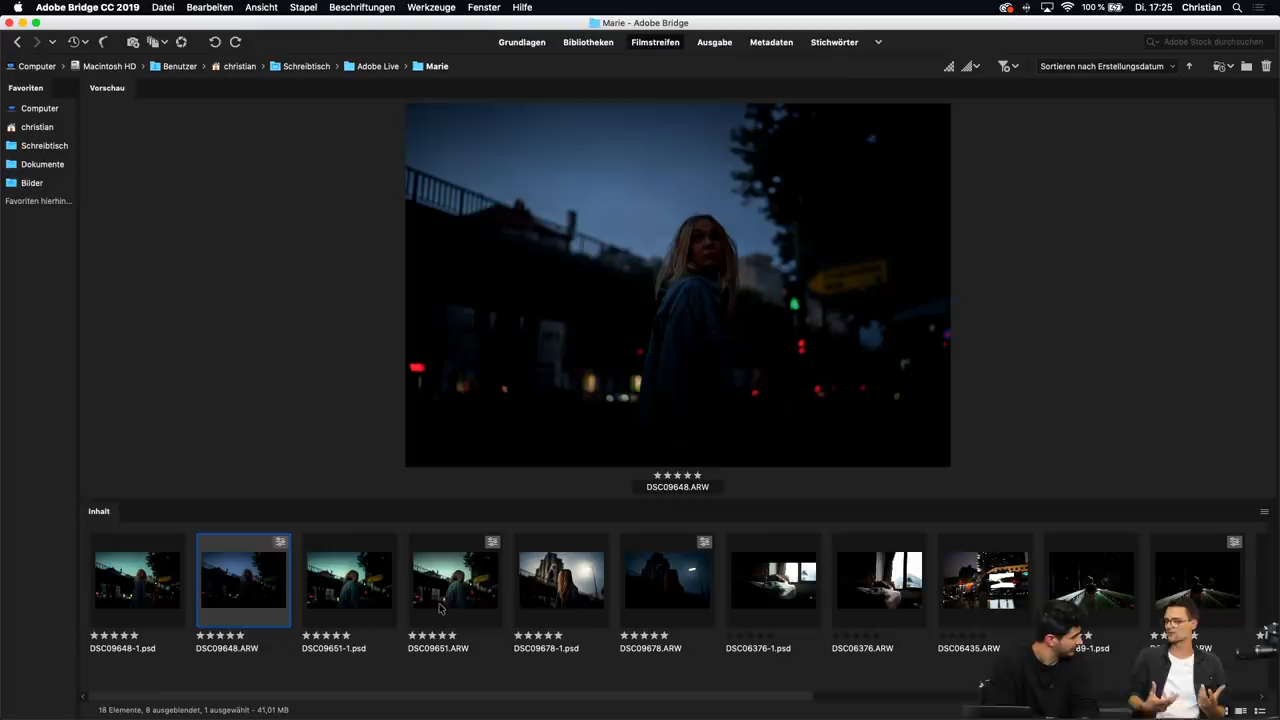 Adobe Bridge CC 2019 Datei Bearbeiten Ansicht Stapel Beschriftungen Werkzeuge Fenster Hilfe 100 % Di. 17:25 Christian
Marie - Adobe Bridge
Grundlagen Bibliotheken Filmstreifen Ausgabe Metadaten Stichwörter Adobe Stock durchsuchen
Computer Macintosh HD Benutzer christian Schreibtisch Adobe Live Marie Sortieren nach Erstellungsdatum
Favoriten Vorschau
Computer
christian
Schreibtisch
Dokumente
Bilder
Favoriten hierhin...
DSC09648.ARW
Inhalt
DSC09648-1.psd DSC09648.ARW DSC09651-1.psd DSC09651.ARW DSC09678-1.psd DSC09678.ARW DSC06376-1.psd DSC06376.ARW DSC06435.ARW
18 Elemente, 8 ausgeblendet, 1 ausgewählt - 41,01 MB